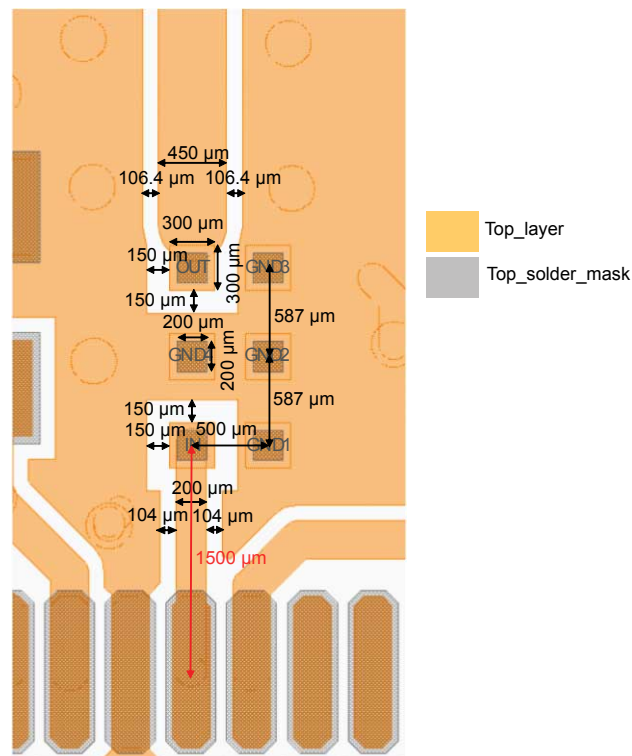 450 µm
106.4 µm
106.4 µm
300 µm
150 µm
OUT
300 µm
GND3
150 µm
200 µm
587 µm
GND4
200 µm
GND2
150 µm
587 µm
150 µm
500 µm
IN
GND1
200 µm
104 µm
104 µm
1500 µm
Top_layer
Top_solder_mask